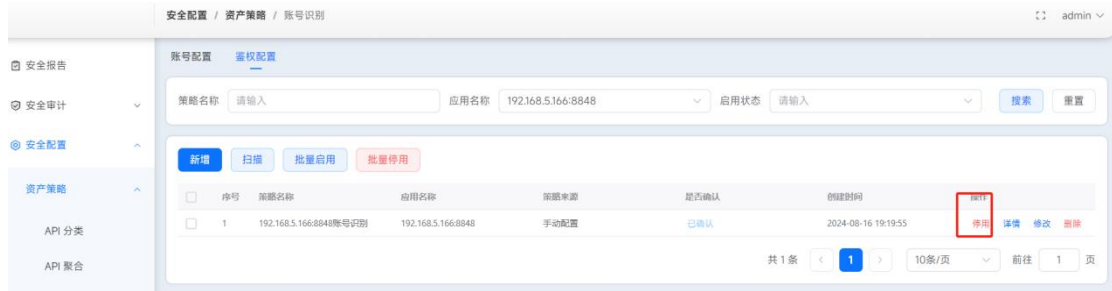 安全配置 / 资产策略 / 账号识别
admin
安全报告
安全审计
安全配置
资产策略
API 分类
API 聚合
账号配置 鉴权配置
策略名称 请输入 应用名称 192.168.5.166:8848 启用状态 请输入 搜索 重置
新增 扫描 批量启用 批量停用
序号 策略名称 应用名称 策略来源 是否确认 创建时间 操作
1 192.168.5.166:8848账号识别 192.168.5.166:8848 手动配置 已确认 2024-08-16 19:19:55 停用 详情 修改 删除
共 1 条 1 10条/页 前往 1 页